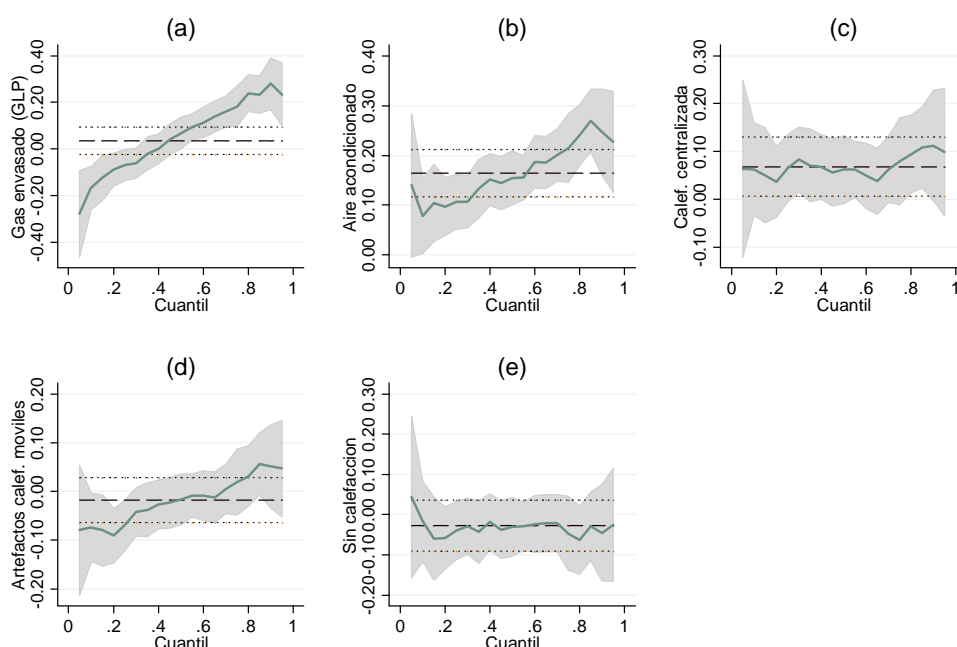 (a)
Gas envasado (GLP)
0.40
0.20
0.00
-0.20
-0.40
0 .2 .4 .6 .8 1
Cuantil
(b)
Aire acondicionado
0.30
0.20
0.10
0.00
0 .2 .4 .6 .8 1
Cuantil
(c)
Calef. centralizada
0.30
0.20
0.10
0.00
-0.10
0 .2 .4 .6 .8 1
Cuantil
(d)
Artefactos calef. moviles
0.20
0.10
0.00
-0.10
-0.20
0 .2 .4 .6 .8 1
Cuantil
(e)
Sin calefaccion
0.30
0.20
0.10
0.00
-0.10
-0.20
0 .2 .4 .6 .8 1
Cuantil